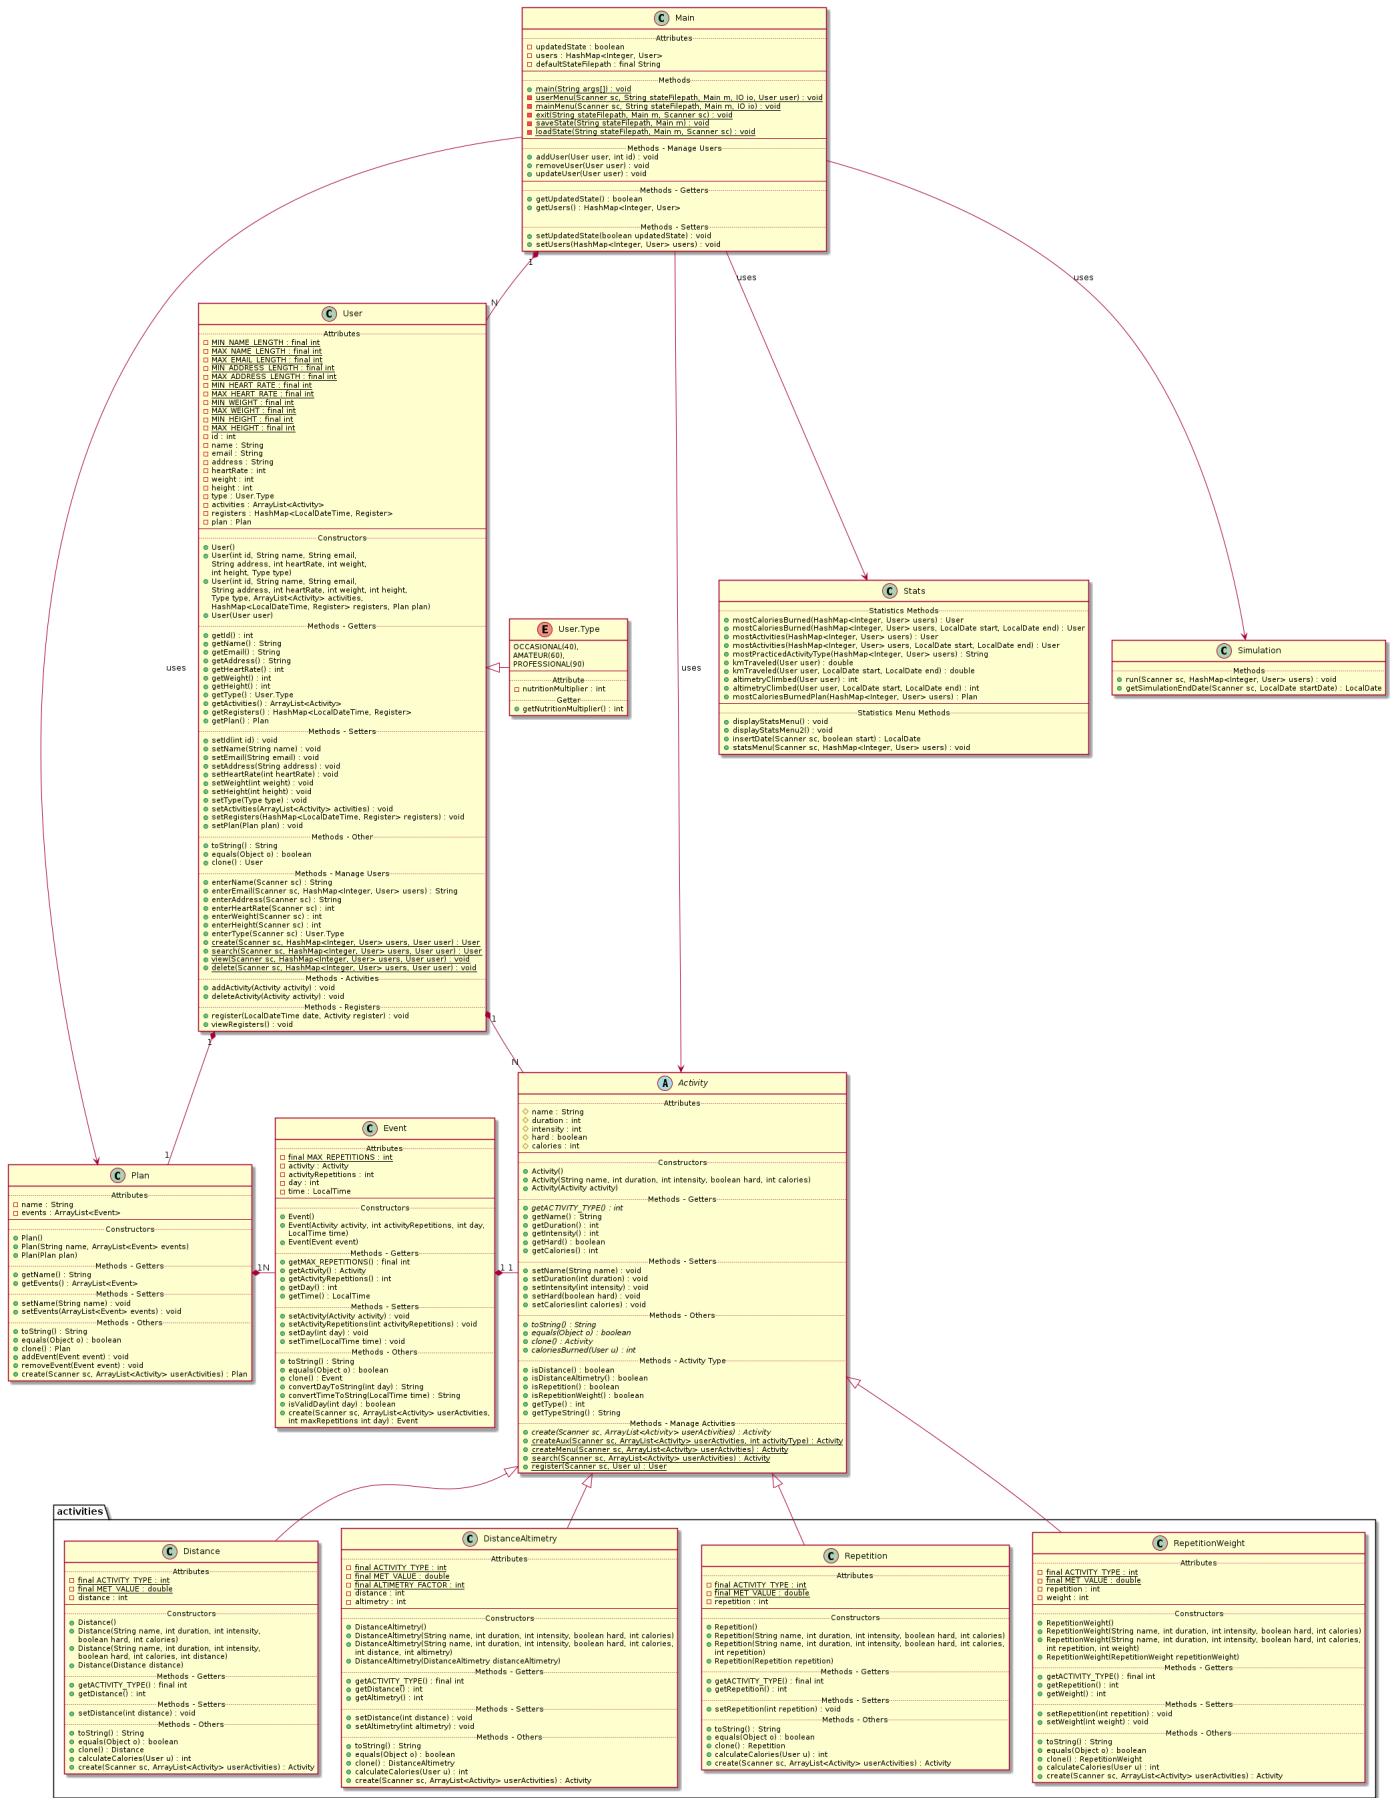 C Main
Attributes
updatedState : boolean
users : HashMap<Integer, User>
defaultStateFilepath : final String
Methods
main(String args[]) : void
userMenu(Scanner sc, String stateFilepath, Main m, IO io, User user) : void
mainMenu(Scanner sc, String stateFilepath, Main m, IO io) : void
exit(String stateFilepath, Main m, Scanner sc) : void
saveState(String stateFilepath, Main m) : void
loadState(String stateFilepath, Main m, Scanner sc) : void
Methods - Manage Users
addUser(User user, int id) : void
removeUser(User user) : void
updateUser(User user) : void
Methods - Getters
getUpdatedState() : boolean
getUsers() : HashMap<Integer, User>
Methods - Setters
setUpdatedState(boolean updatedState) : void
setUsers(HashMap<Integer, User> users) : void
1
N
uses
uses
uses
uses
C User
Attributes
MIN_NAME_LENGTH : final int
MAX_NAME_LENGTH : final int
MAX_EMAIL_LENGTH : final int
MIN_ADDRESS_LENGTH : final int
MAX_ADDRESS_LENGTH : final int
MIN_HEART_RATE : final int
MAX_HEART_RATE : final int
MIN_WEIGHT : final int
MAX_WEIGHT : final int
MIN_HEIGHT : final int
MAX_HEIGHT : final int
id : int
name : String
email : String
address : String
heartRate : int
weight : int
height : int
type : User.Type
activities : ArrayList<Activity>
registers : HashMap<LocalDateTime, Register>
plan : Plan
Constructors
User()
User(int id, String name, String email,
String address, int heartRate, int weight,
int height, Type type)
User(int id, String name, String email,
String address, int heartRate, int weight, int height,
Type type, ArrayList<Activity> activities,
HashMap<LocalDateTime, Register> registers, Plan plan)
User(User user)
Methods - Getters
getId() : int
getName() : String
getEmail() : String
getAddress() : String
getHeartRate() : int
getWeight() : int
getHeight() : int
getType() : User.Type
getActivities() : ArrayList<Activity>
getRegisters() : HashMap<LocalDateTime, Register>
getPlan() : Plan
Methods - Setters
setId(int id) : void
setName(String name) : void
setEmail(String email) : void
setAddress(String address) : void
setHeartRate(int heartRate) : void
setWeight(int weight) : void
setHeight(int height) : void
setType(Type type) : void
setActivities(ArrayList<Activity> activities) : void
setRegisters(HashMap<LocalDateTime, Register> registers) : void
setPlan(Plan plan) : void
Methods - Other
toString() : String
equals(Object o) : boolean
clone() : User
Methods - Manage Users
enterName(Scanner sc) : String
enterEmail(Scanner sc, HashMap<Integer, User> users) : String
enterAddress(Scanner sc) : String
enterHeartRate(Scanner sc) : int
enterWeight(Scanner sc) : int
enterHeight(Scanner sc) : int
enterType(Scanner sc) : User.Type
create(Scanner sc, HashMap<Integer, User> users, User user) : User
search(Scanner sc, HashMap<Integer, User> users, User user) : User
view(Scanner sc, HashMap<Integer, User> users, User user) : void
delete(Scanner sc, HashMap<Integer, User> users, User user) : void
Methods - Activities
addActivity(Activity activity) : void
deleteActivity(Activity activity) : void
Methods - Registers
register(LocalDateTime date, Activity register) : void
viewRegisters() : void
E User.Type
OCCASIONAL(40),
AMATEUR(60),
PROFESSIONAL(90)
Attribute
nutritionMultiplier : int
Getter
getNutritionMultiplier() : int
C Stats
Statistics Methods
mostCaloriesBurned(HashMap<Integer, User> users) : User
mostCaloriesBurned(HashMap<Integer, User> users, LocalDate start, LocalDate end) : User
mostActivities(HashMap<Integer, User> users) : User
mostActivities(HashMap<Integer, User> users, LocalDate start, LocalDate end) : User
mostPracticedActivityType(HashMap<Integer, User> users) : String
kmTraveled(User user) : double
kmTraveled(User user, LocalDate start, LocalDate end) : double
altimetryClimbed(User user) : int
altimetryClimbed(User user, LocalDate start, LocalDate end) : int
mostCaloriesBurnedPlan(HashMap<Integer, User> users) : Plan
Statistics Menu Methods
displayStatsMenu() : void
displayStatsMenu2() : void
insertDate(Scanner sc, boolean start) : LocalDate
statsMenu(Scanner sc, HashMap<Integer, User> users) : void
C Simulation
Methods
run(Scanner sc, HashMap<Integer, User> users) : void
getSimulationEndDate(Scanner sc, LocalDate startDate) : LocalDate
1
1
1
N
C Plan
Attributes
name : String
events : ArrayList<Event>
Constructors
Plan()
Plan(String name, ArrayList<Event> events)
Plan(Plan plan)
Methods - Getters
getName() : String
getEvents() : ArrayList<Event>
Methods - Setters
setName(String name) : void
setEvents(ArrayList<Event> events) : void
Methods - Others
toString() : String
equals(Object o) : boolean
clone() : Plan
addEvent(Event event) : void
removeEvent(Event event) : void
create(Scanner sc, ArrayList<Activity> userActivities) : Plan
1 N
C Event
Attributes
final MAX_REPETITIONS : int
activity : Activity
activityRepetitions : int
day : int
time : LocalTime
Constructors
Event()
Event(Activity activity, int activityRepetitions, int day,
LocalTime time)
Event(Event event)
Methods - Getters
getMAX_REPETITIONS() : final int
getActivity() : Activity
getActivityRepetitions() : int
getDay() : int
getTime() : LocalTime
Methods - Setters
setActivity(Activity activity) : void
setActivityRepetitions(int activityRepetitions) : void
setDay(int day) : void
setTime(LocalTime time) : void
Methods - Others
toString() : String
equals(Object o) : boolean
clone() : Event
convertDayToString(int day) : String
convertTimeToString(LocalTime time) : String
isValidDay(int day) : boolean
create(Scanner sc, ArrayList<Activity> userActivities,
int maxRepetitions int day) : Event
1 1
A Activity
Attributes
name : String
duration : int
intensity : int
hard : boolean
calories : int
Constructors
Activity()
Activity(String name, int duration, int intensity, boolean hard, int calories)
Activity(Activity activity)
Methods - Getters
getACTIVITY_TYPE() : int
getName() : String
getDuration() : int
getIntensity() : int
getHard() : boolean
getCalories() : int
Methods - Setters
setName(String name) : void
setDuration(int duration) : void
setIntensity(int intensity) : void
setHard(boolean hard) : void
setCalories(int calories) : void
Methods - Others
toString() : String
equals(Object o) : boolean
clone() : Activity
caloriesBurned(User u) : int
Methods - Activity Type
isDistance() : boolean
isDistanceAltimetry() : boolean
isRepetition() : boolean
isRepetitionWeight() : boolean
getType() : int
getTypeString() : String
Methods - Manage Activities
create(Scanner sc, ArrayList<Activity> userActivities) : Activity
createAux(Scanner sc, ArrayList<Activity> userActivities, int activityType) : Activity
createMenu(Scanner sc, ArrayList<Activity> userActivities) : Activity
search(Scanner sc, ArrayList<Activity> userActivities) : Activity
register(Scanner sc, User u) : User
activities
C Distance
Attributes
final ACTIVITY_TYPE : int
final MET_VALUE : double
distance : int
Constructors
Distance()
Distance(String name, int duration, int intensity,
boolean hard, int calories)
Distance(String name, int duration, int intensity,
boolean hard, int calories, int distance)
Distance(Distance distance)
Methods - Getters
getACTIVITY_TYPE() : final int
getDistance() : int
Methods - Setters
setDistance(int distance) : void
Methods - Others
toString() : String
equals(Object o) : boolean
clone() : Distance
calculateCalories(User u) : int
create(Scanner sc, ArrayList<Activity> userActivities) : Activity
C DistanceAltimetry
Attributes
final ACTIVITY_TYPE : int
final MET_VALUE : double
final ALTIMETRY_FACTOR : int
distance : int
altimetry : int
Constructors
DistanceAltimetry()
DistanceAltimetry(String name, int duration, int intensity, boolean hard, int calories)
DistanceAltimetry(String name, int duration, int intensity, boolean hard, int calories,
int distance, int altimetry)
DistanceAltimetry(DistanceAltimetry distanceAltimetry)
Methods - Getters
getACTIVITY_TYPE() : final int
getDistance() : int
getAltimetry() : int
Methods - Setters
setDistance(int distance) : void
setAltimetry(int altimetry) : void
Methods - Others
toString() : String
equals(Object o) : boolean
clone() : DistanceAltimetry
calculateCalories(User u) : int
create(Scanner sc, ArrayList<Activity> userActivities) : Activity
C Repetition
Attributes
final ACTIVITY_TYPE : int
final MET_VALUE : double
repetition : int
Constructors
Repetition()
Repetition(String name, int duration, int intensity, boolean hard, int calories)
Repetition(String name, int duration, int intensity, boolean hard, int calories,
int repetition)
Repetition(Repetition repetition)
Methods - Getters
getACTIVITY_TYPE() : final int
getRepetition() : int
Methods - Setters
setRepetition(int repetition) : void
Methods - Others
toString() : String
equals(Object o) : boolean
clone() : Repetition
calculateCalories(User u) : int
create(Scanner sc, ArrayList<Activity> userActivities) : Activity
C RepetitionWeight
Attributes
final ACTIVITY_TYPE : int
final MET_VALUE : double
repetition : int
weight : int
Constructors
RepetitionWeight()
RepetitionWeight(String name, int duration, int intensity, boolean hard, int calories)
RepetitionWeight(String name, int duration, int intensity, boolean hard, int calories,
int repetition, int weight)
RepetitionWeight(RepetitionWeight repetitionWeight)
Methods - Getters
getACTIVITY_TYPE() : final int
getRepetition() : int
getWeight() : int
Methods - Setters
setRepetition(int repetition) : void
setWeight(int weight) : void
Methods - Others
toString() : String
equals(Object o) : boolean
clone() : RepetitionWeight
calculateCalories(User u) : int
create(Scanner sc, ArrayList<Activity> userActivities) : Activity